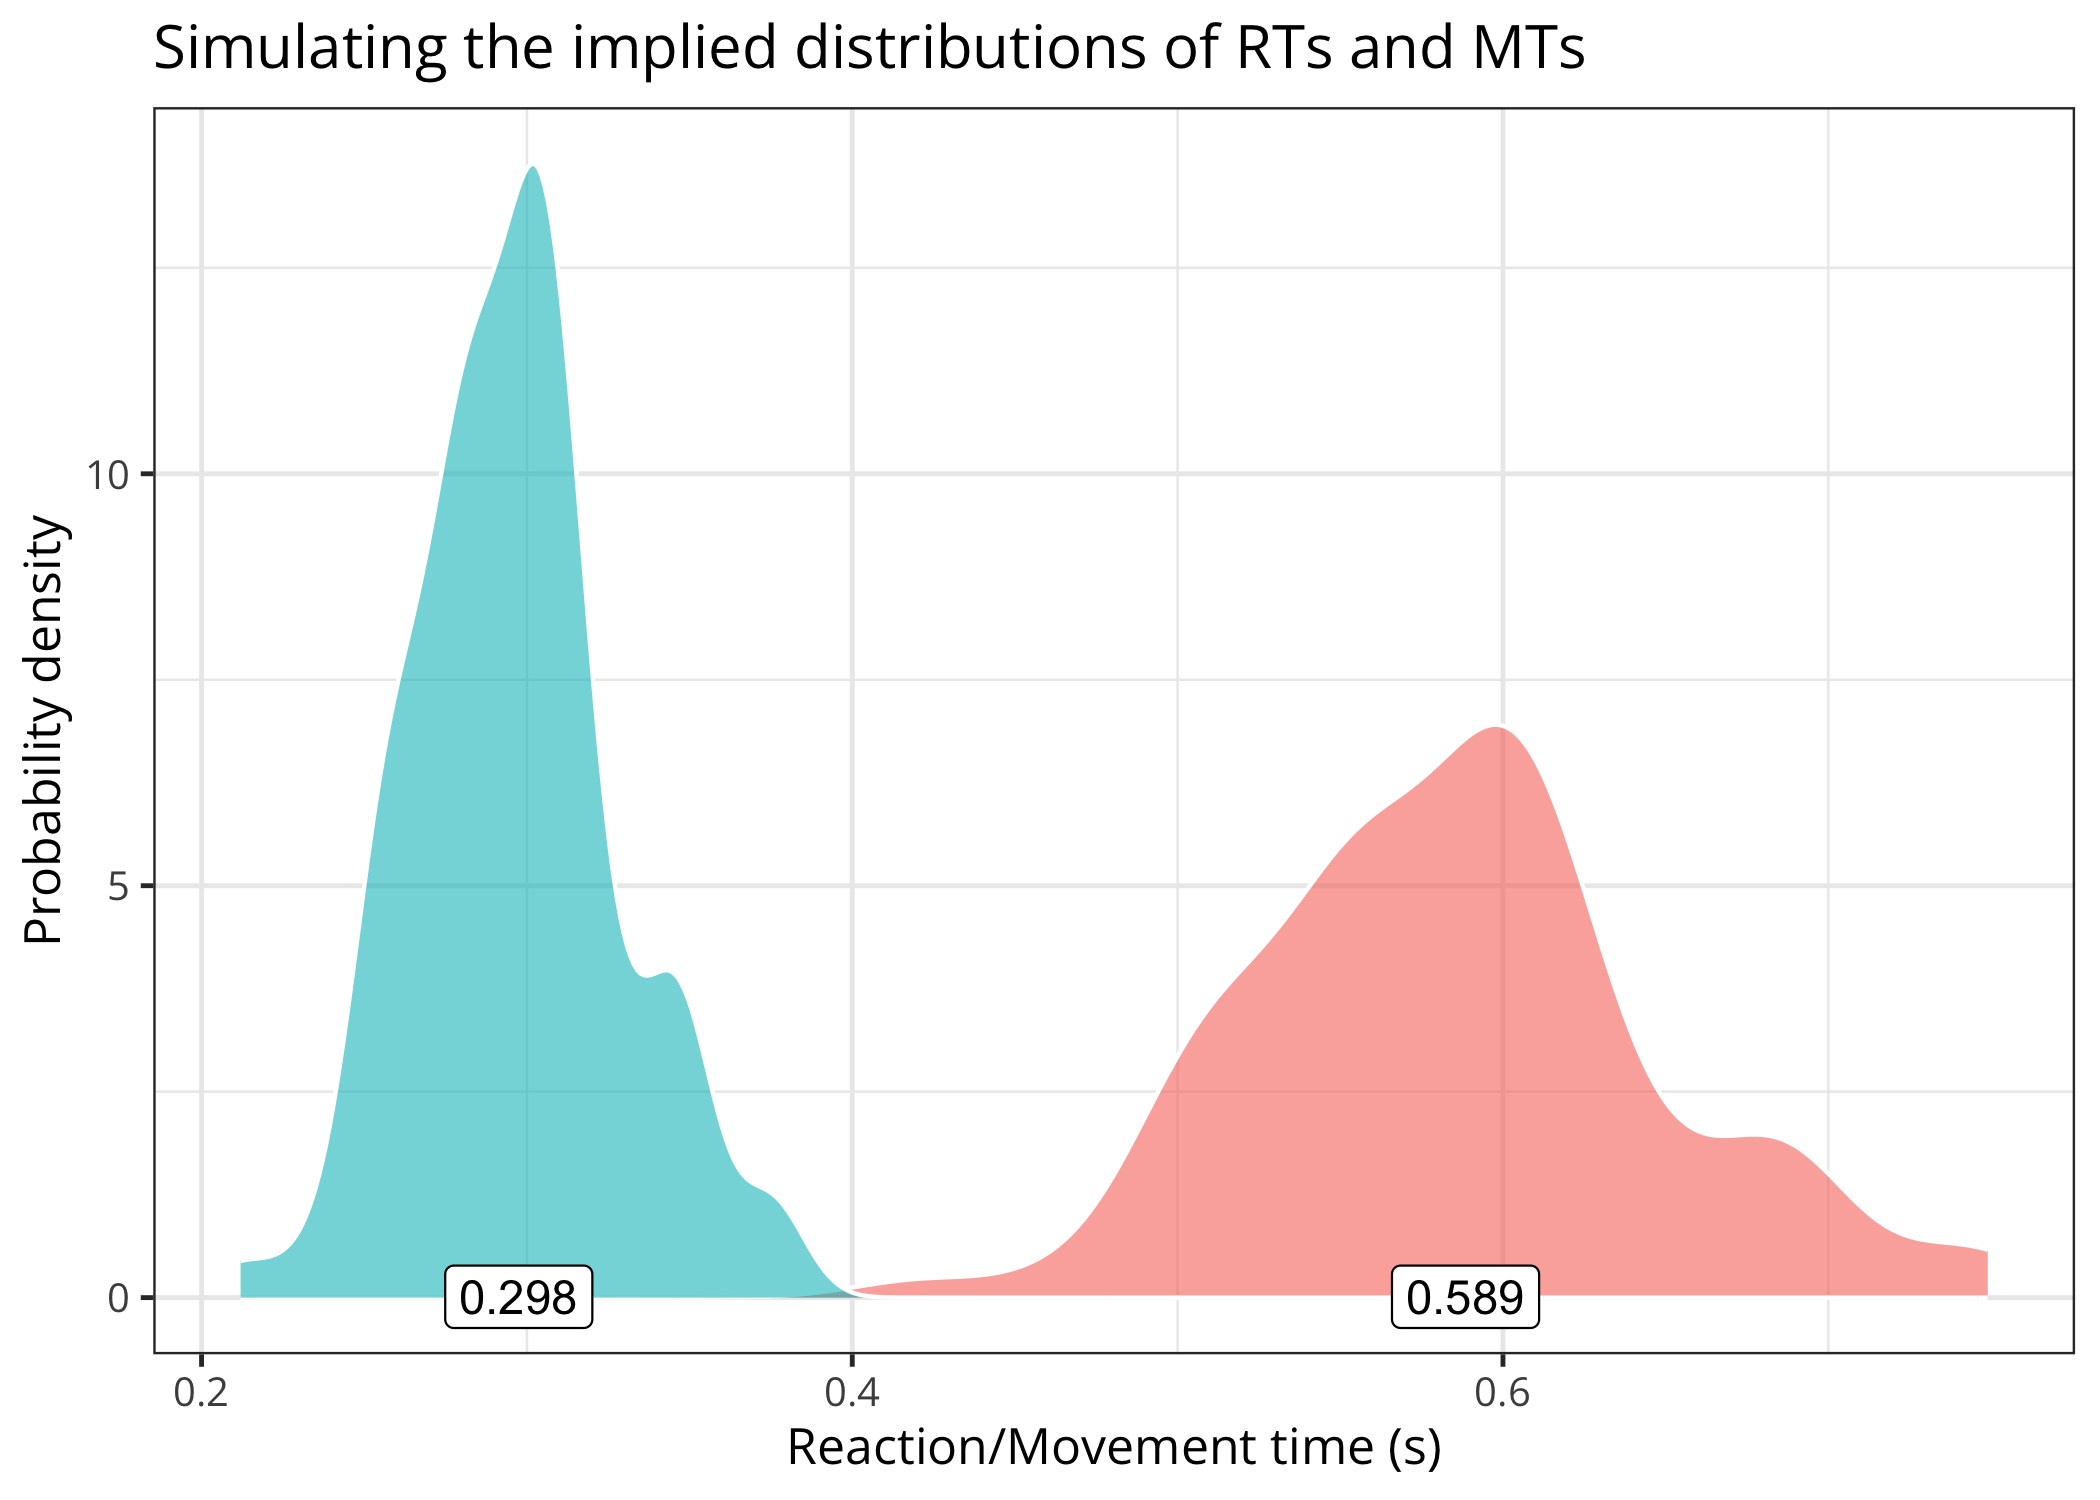 Simulating the implied distributions of RTs and MTs
Probability density
10
5
0
0.298
0.589
0.2
0.4
0.6
Reaction/Movement time (s)